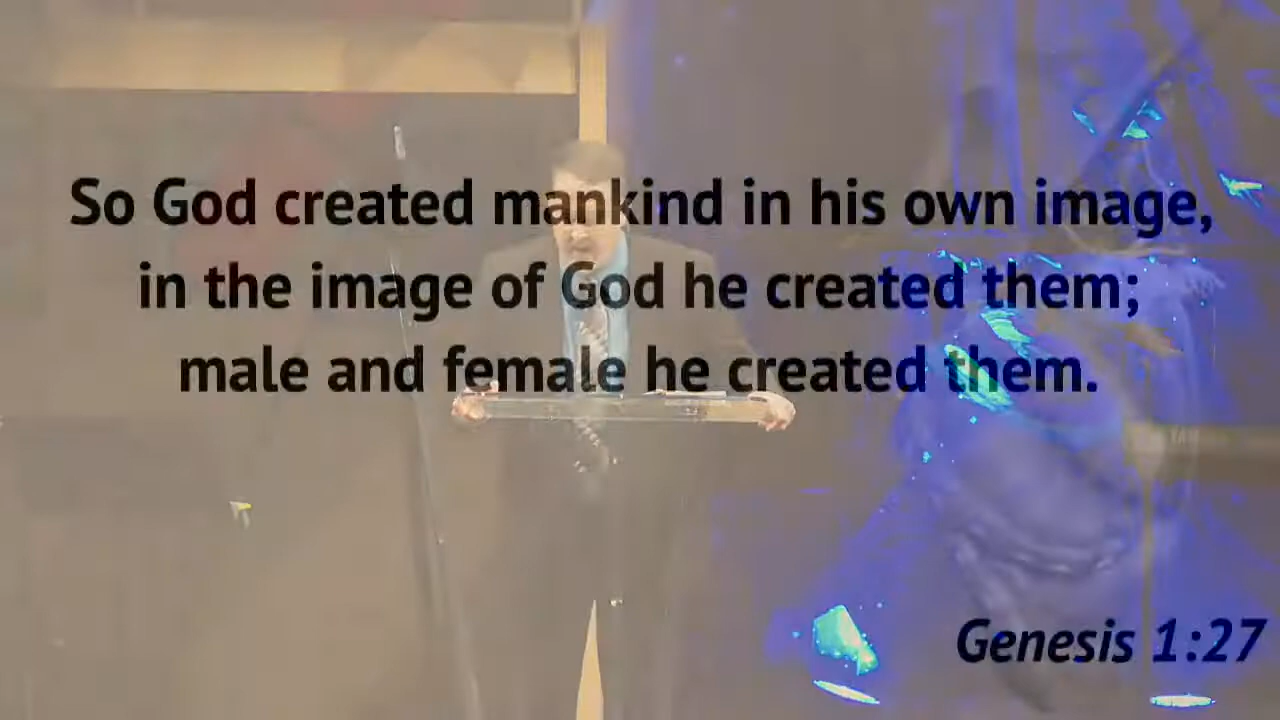 So God created mankind in his own image,
in the image of God he created them;
male and female he created them.
Genesis 1:27